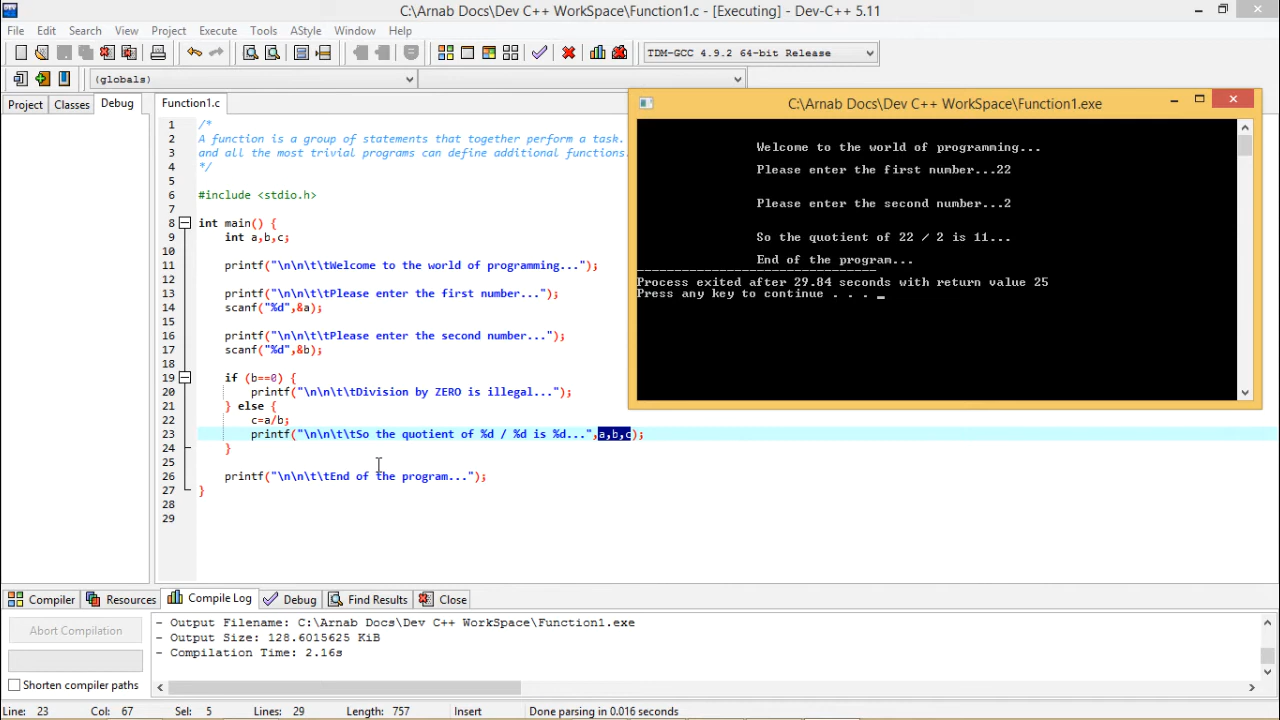 C:\Arnab Docs\Dev C++ WorkSpace\Function1.c - [Executing] - Dev-C++ 5.11
File Edit Search View Project Execute Tools AStyle Window Help
TDM-GCC 4.9.2 64-bit Release
(globals)
Project Classes Debug
Function1.c
1 /*
2 A function is a group of statements that together perform a task.
3 and all the most trivial programs can define additional functions.
4 */
5
6 #include <stdio.h>
7
8 int main() {
9 int a,b,c;
10
11 printf("\n\n\t\tWelcome to the world of programming...");
12
13 printf("\n\n\t\tPlease enter the first number...");
14 scanf("%d",&a);
15
16 printf("\n\n\t\tPlease enter the second number...");
17 scanf("%d",&b);
18
19 if (b==0) {
20 printf("\n\n\t\tDivision by ZERO is illegal...");
21 } else {
22 c=a/b;
23 printf("\n\n\t\tSo the quotient of %d / %d is %d...",a,b,c);
24 }
25
26 printf("\n\n\t\tEnd of the program...");
27 }
28
29
C:\Arnab Docs\Dev C++ WorkSpace\Function1.exe
Welcome to the world of programming...
Please enter the first number...22
Please enter the second number...2
So the quotient of 22 / 2 is 11...
End of the program...
--------------------------------
Process exited after 29.84 seconds with return value 25
Press any key to continue . . .
Compiler Resources Compile Log Debug Find Results Close
Abort Compilation
Shorten compiler paths
- Output Filename: C:\Arnab Docs\Dev C++ WorkSpace\Function1.exe
- Output Size: 128.6015625 KiB
- Compilation Time: 2.16s
Line: 23 Col: 67 Sel: 5 Lines: 29 Length: 757 Insert Done parsing in 0.016 seconds